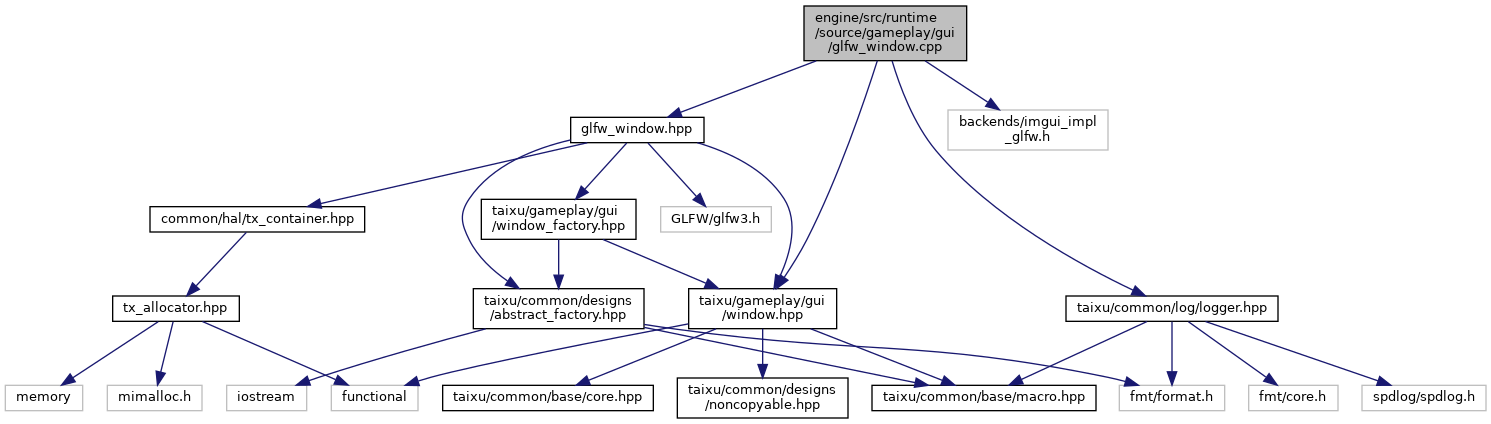 engine/src/runtime
/source/gameplay/gui
/glfw_window.cpp
glfw_window.hpp
backends/imgui_impl
_glfw.h
common/hal/tx_container.hpp
taixu/gameplay/gui
/window_factory.hpp
GLFW/glfw3.h
tx_allocator.hpp
taixu/common/designs
/abstract_factory.hpp
taixu/gameplay/gui
/window.hpp
taixu/common/log/logger.hpp
memory
mimalloc.h
iostream
functional
taixu/common/base/core.hpp
taixu/common/designs
/noncopyable.hpp
taixu/common/base/macro.hpp
fmt/format.h
fmt/core.h
spdlog/spdlog.h